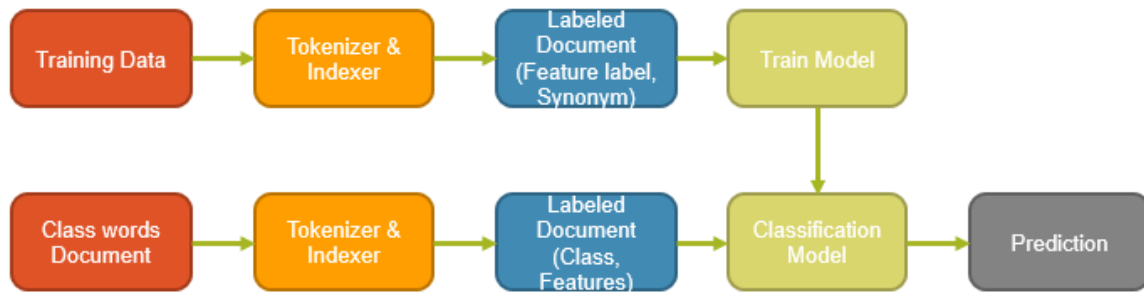 Training Data
Tokenizer &
Indexer
Labeled
Document
(Feature label,
Synonym)
Train Model
Class words
Document
Tokenizer &
Indexer
Labeled
Document
(Class,
Features)
Classification
Model
Prediction